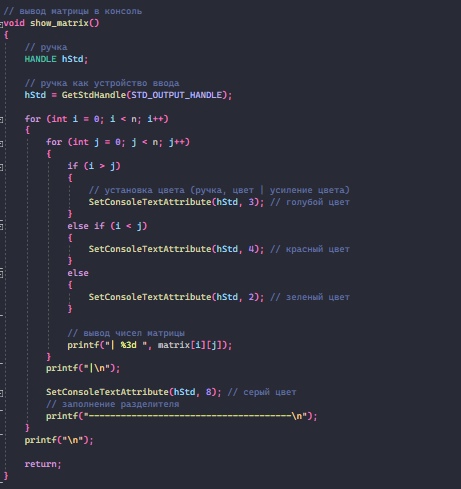 // вывод матрицы в консоль
void show_matrix()
{
// ручка
HANDLE hStd;
// ручка как устройство ввода
hStd = GetStdHandle(STD_OUTPUT_HANDLE);
for (int i = 0; i < n; i++)
{
for (int j = 0; j < n; j++)
{
if (i > j)
{
// установка цвета (ручка, цвет | усиление цвета)
SetConsoleTextAttribute(hStd, 3); // голубой цвет
}
else if (i < j)
{
SetConsoleTextAttribute(hStd, 4); // красный цвет
}
else
{
SetConsoleTextAttribute(hStd, 2); // зеленый цвет
}
// вывод чисел матрицы
printf("| %3d ", matrix[i][j]);
}
printf("|\n");
SetConsoleTextAttribute(hStd, 8); // серый цвет
// заполнение разделителя
printf("-------------------------------------\n");
}
printf("\n");
return;
}